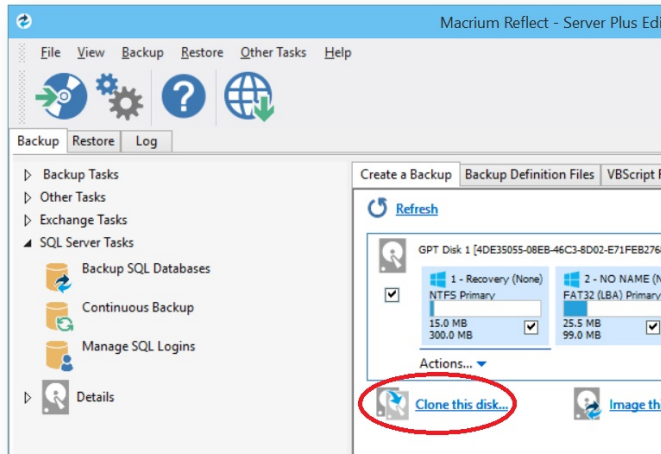 Macrium Reflect - Server Plus Edi
File View Backup Restore Other Tasks Help
Backup Restore Log
Backup Tasks
Other Tasks
Exchange Tasks
SQL Server Tasks
Backup SQL Databases
Continuous Backup
Manage SQL Logins
Details
Create a Backup Backup Definition Files VBScript F
Refresh
GPT Disk 1 [4DE35055-08EB-46C3-8D02-E71FEB276
1 - Recovery (None)
NTFS Primary
15.0 MB
300.0 MB
2 - NO NAME (N
FAT32 (LBA) Primary
25.5 MB
99.0 MB
Actions...
Clone this disk...
Image thi